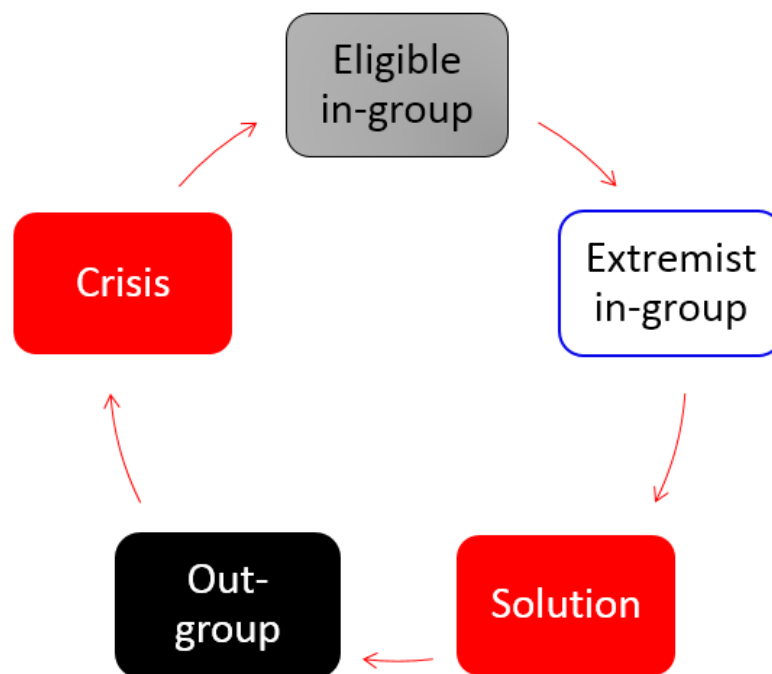 Eligible
in-group
Extremist
in-group
Solution
Out-
group
Crisis